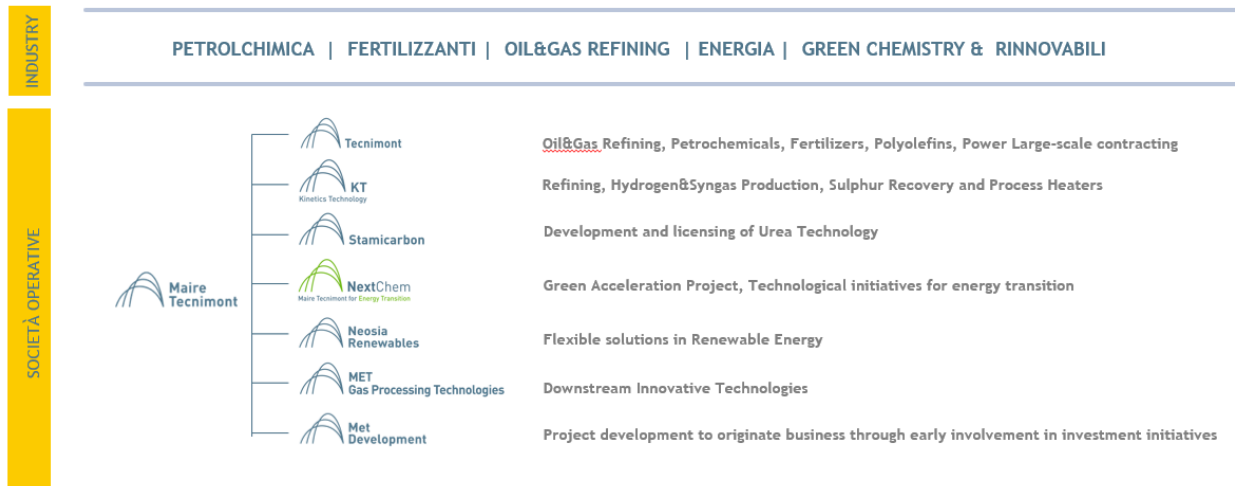 INDUSTRY
PETROLCHIMICA | FERTILIZZANTI | OIL&GAS REFINING | ENERGIA | GREEN CHEMISTRY & RINNOVABILI
SOCIETÀ OPERATIVE
Maire
Tecnimont
Tecnimont
Oil&Gas Refining, Petrochemicals, Fertilizers, Polyolefins, Power Large-scale contracting
KT
Kinetics Technology
Refining, Hydrogen&Syngas Production, Sulphur Recovery and Process Heaters
Stamicarbon
Development and licensing of Urea Technology
NextChem
Maire Tecnimont for Energy Transition
Green Acceleration Project, Technological initiatives for energy transition
Neosia
Renewables
Flexible solutions in Renewable Energy
MET
Gas Processing Technologies
Downstream Innovative Technologies
Met
Development
Project development to originate business through early involvement in investment initiatives